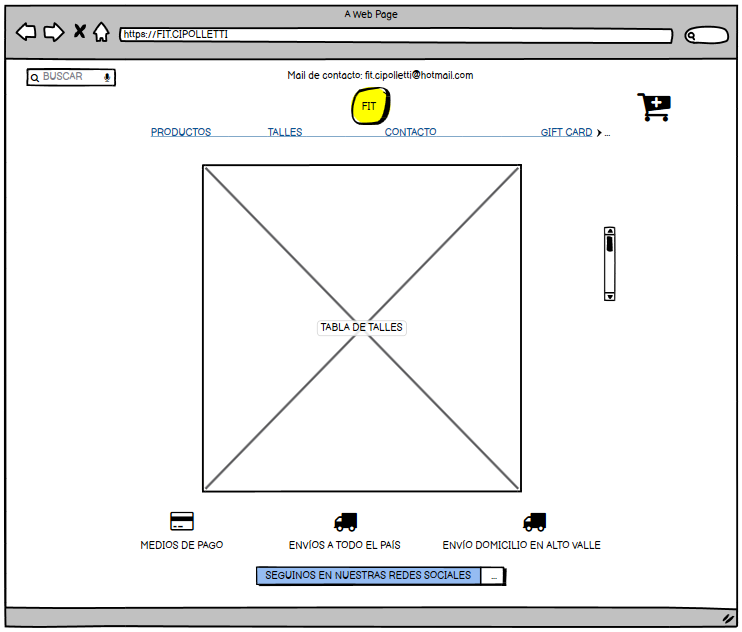 A Web Page
https://FIT.CIPOLLETTI
BUSCAR
Mail de contacto: fit.cipolletti@hotmail.com
FIT
PRODUCTOS TALLES CONTACTO GIFT CARD ...
TABLA DE TALLES
MEDIOS DE PAGO ENVÍOS A TODO EL PAÍS ENVÍO DOMICILIO EN ALTO VALLE
SEGUINOS EN NUESTRAS REDES SOCIALES ...